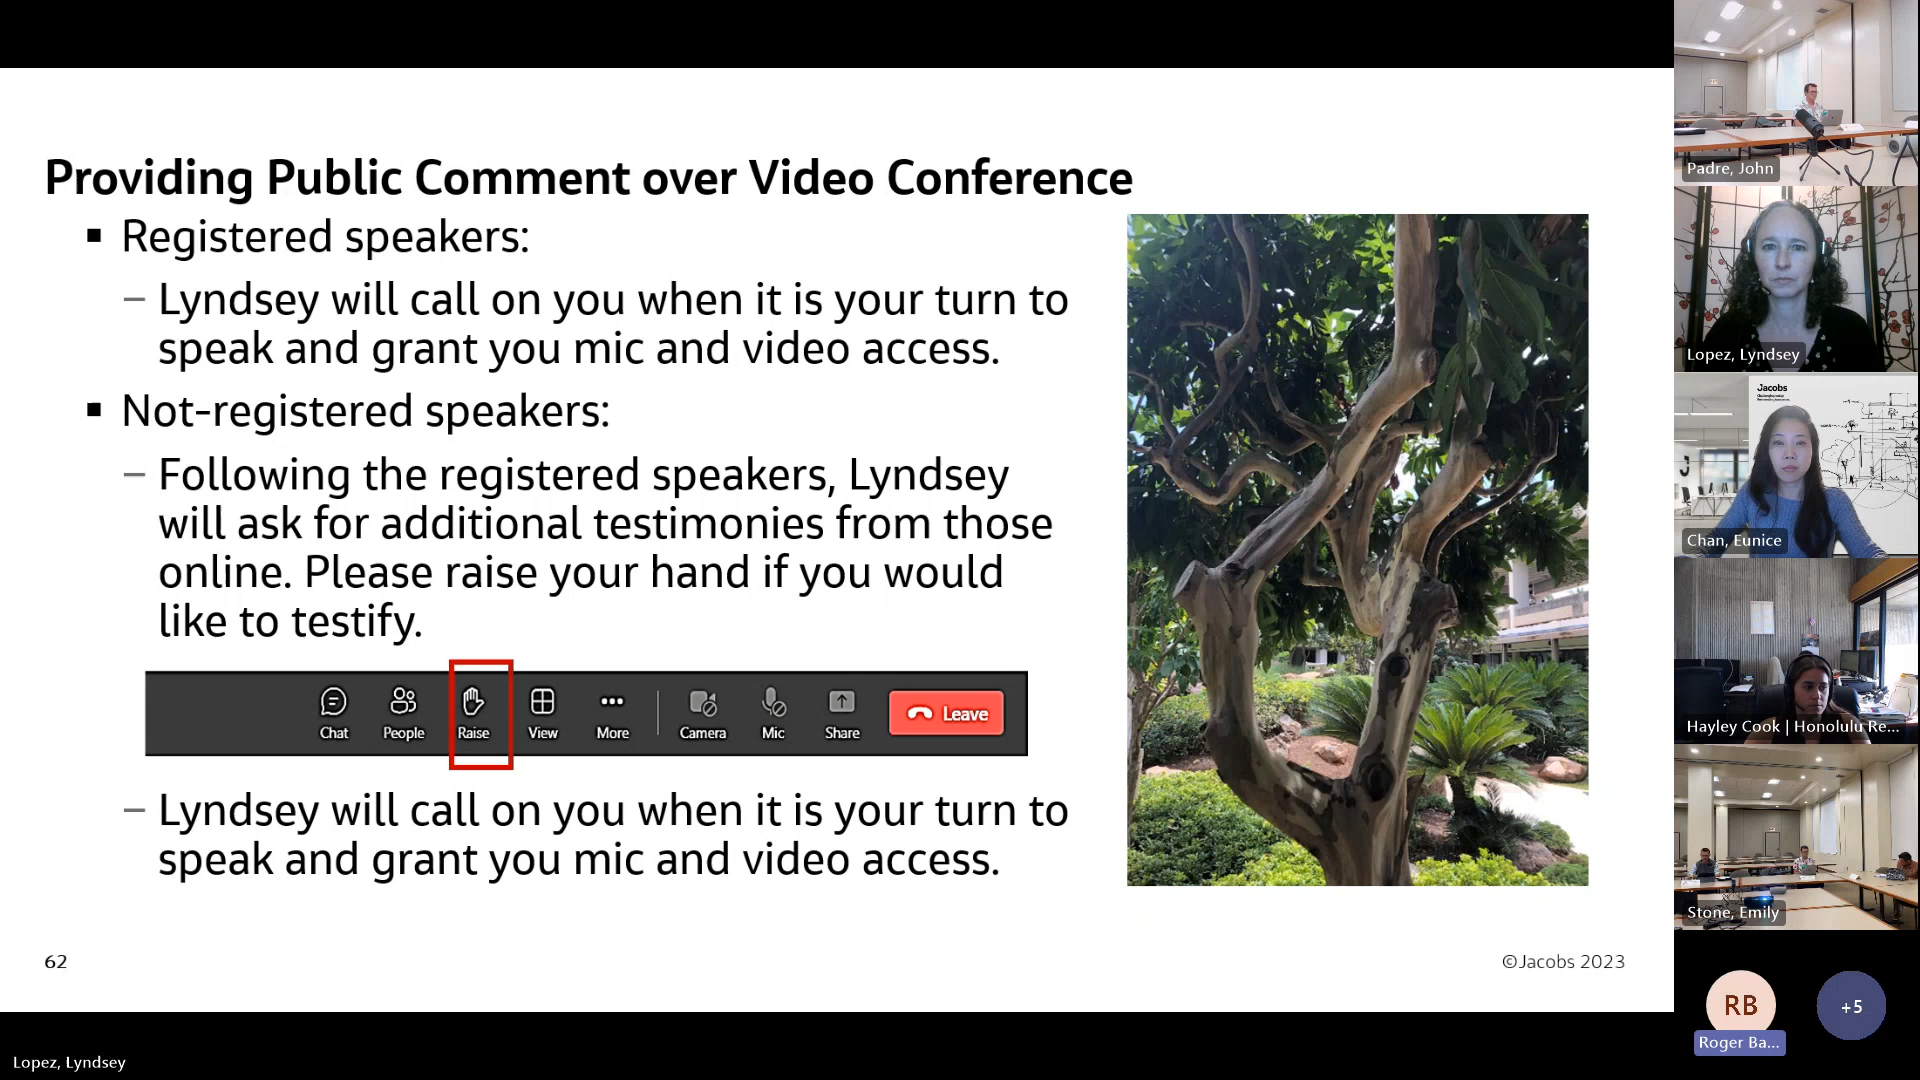 Providing Public Comment over Video Conference
Registered speakers:
– Lyndsey will call on you when it is your turn to
speak and grant you mic and video access.
Not-registered speakers:
– Following the registered speakers, Lyndsey
will ask for additional testimonies from those
online. Please raise your hand if you would
like to testify.
Chat People Raise View More Camera Mic Share Leave
– Lyndsey will call on you when it is your turn to
speak and grant you mic and video access.
62
©Jacobs 2023
Lopez, Lyndsey
Padre, John
Lopez, Lyndsey
Jacobs
Chan, Eunice
Hayley Cook | Honolulu Re...
Stone, Emily
RB
+5
Roger Ba...